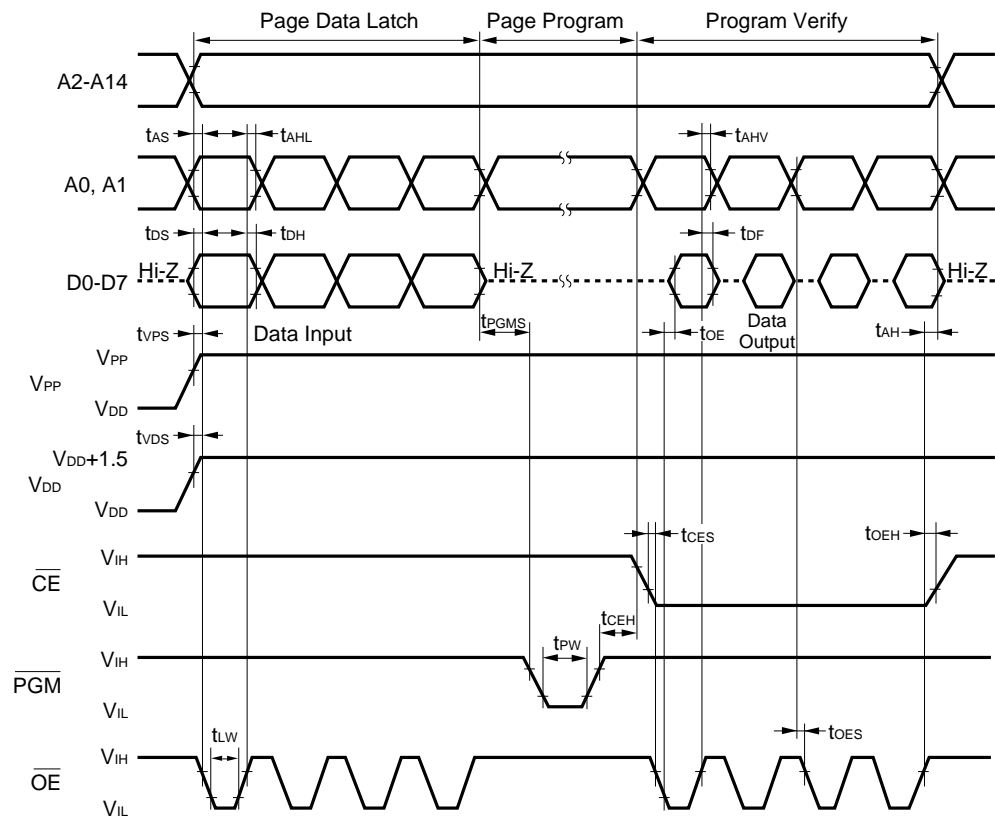 Page Data Latch Page Program Program Verify
A2-A14
tAS tAHL tAHV
A0, A1
tDS tDH tDF
D0-D7 Hi-Z Hi-Z Hi-Z
tVPS Data Input tPGMS tOE Data Output tAH
VPP
VPP
VDD
tVDS
VDD+1.5
VDD
VDD
tCES tOEH
VIH
CE
VIL
tCEH
tPW
VIH
PGM
VIL
tLW tOES
VIH
OE
VIL